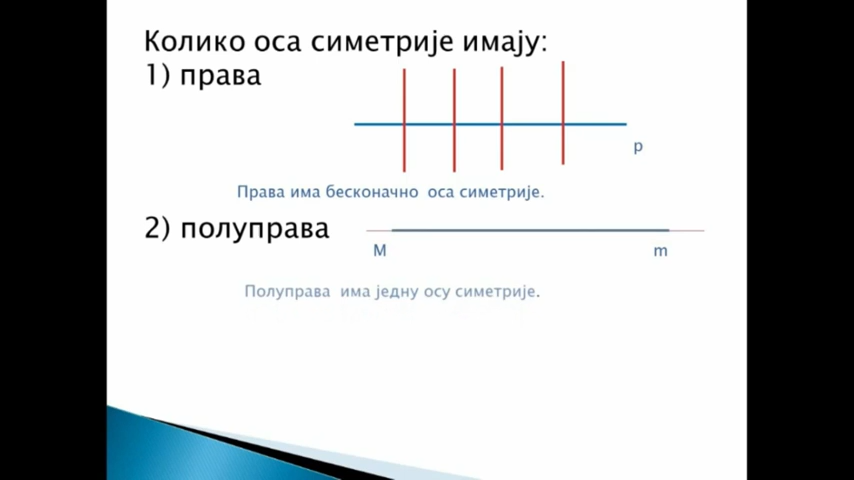 Колико оса симетрије имају:
1) права
p
Права има бесконачно оса симетрије.
2) полуправа
M m
Полуправа има једну осу симетрије.